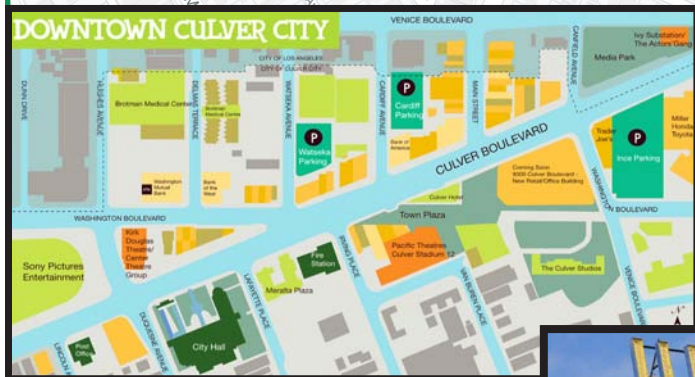 DOWNTOWN CULVER CITY
VENICE BOULEVARD
Ivy Substation/
The Actors' Gang
Media Park
CANFIELD AVENUE
CITY OF LOS ANGELES
CITY OF CULVER CITY
DUNN DRIVE
HUGHES AVENUE
Brotman Medical Center
DELMAS TERRACE
Brotman
Medical Centre
WATSEKA AVENUE
P
Watseka
Parking
CARDIFF AVENUE
P
Cardiff
Parking
Bank of
America
MAIN STREET
CULVER BOULEVARD
Trader
Joe's
P
Ince Parking
Miller
Honda
Toyota
Washington
Mutual
Bank
Bank
of the
West
Coming Soon
9300 Culver Boulevard -
New Retail/Office Building
WASHINGTON
N BOULEVARD
Culver Hotel
Town Plaza
WASHINGTON BOULEVARD
Kirk
Douglas
Theatre/
Center
Theatre
Group
Sony Pictures
Entertainment
Fire
Station
IRVING PLACE
Pacific Theatres
Culver Stadium 12
The Culver Studios
Meralta Plaza
LAFAYETTE PLACE
VAN BUREN PLACE
VENICE BOULEVARD
City Hall
DUQUESNE AVENUE
Post
Office
LINCOLN A